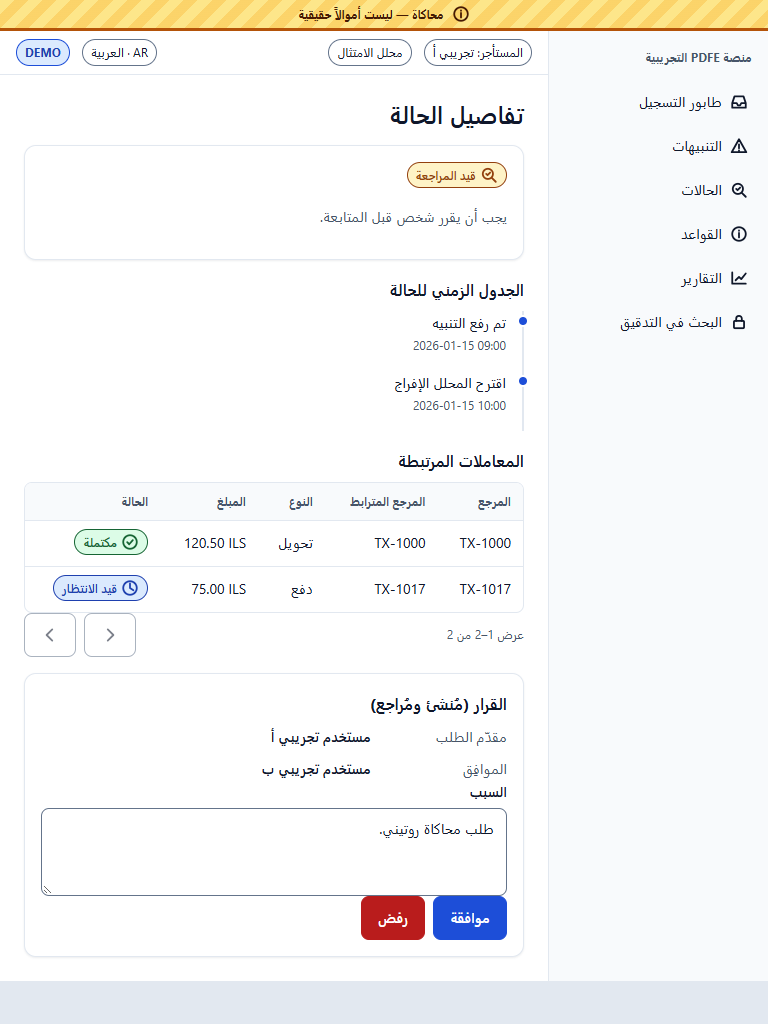 محاكاة — ليست أموالاً حقيقية
منصة PDFE التجريبية
طابور التسجيل
التنبيهات
الحالات
القواعد
التقارير
البحث في التدقيق
المستأجر: تجريبي أ
محلل الامتثال
AR · العربية
DEMO
تفاصيل الحالة
قيد المراجعة
يجب أن يقرر شخص قبل المتابعة.
الجدول الزمني للحالة
تم رفع التنبيه
2026-01-15 09:00
اقترح المحلل الإفراج
2026-01-15 10:00
المعاملات المرتبطة
المرجع المرجع المترابط النوع المبلغ الحالة
TX-1000 TX-1000 تحويل 120.50 ILS مكتملة
TX-1017 TX-1017 دفع 75.00 ILS قيد الانتظار
عرض 1–2 من 2
القرار (مُنشئ ومُراجع)
مقدّم الطلب مستخدم تجريبي أ
الموافِق مستخدم تجريبي ب
السبب
طلب محاكاة روتيني.
موافقة رفض